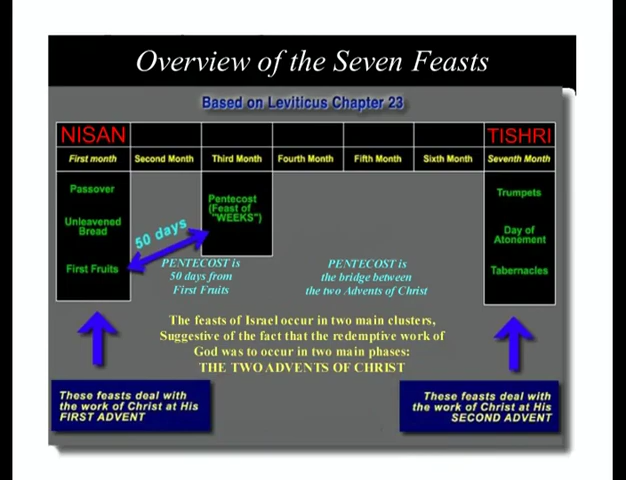 Overview of the Seven Feasts
Based on Leviticus Chapter 23
NISAN
TISHRI
First month
Second Month
Third Month
Fourth Month
Fifth Month
Sixth Month
Seventh Month
Passover
Unleavened
Bread
First Fruits
50 days
Pentecost
(Feast of
"WEEKS")
Trumpets
Day of
Atonement
Tabernacles
PENTECOST is
50 days from
First Fruits
PENTECOST is
the bridge between
the two Advents of Christ
The feasts of Israel occur in two main clusters,
Suggestive of the fact that the redemptive work of
God was to occur in two main phases:
THE TWO ADVENTS OF CHRIST
These feasts deal with
the work of Christ at His
FIRST ADVENT
These feasts deal with
the work of Christ at His
SECOND ADVENT